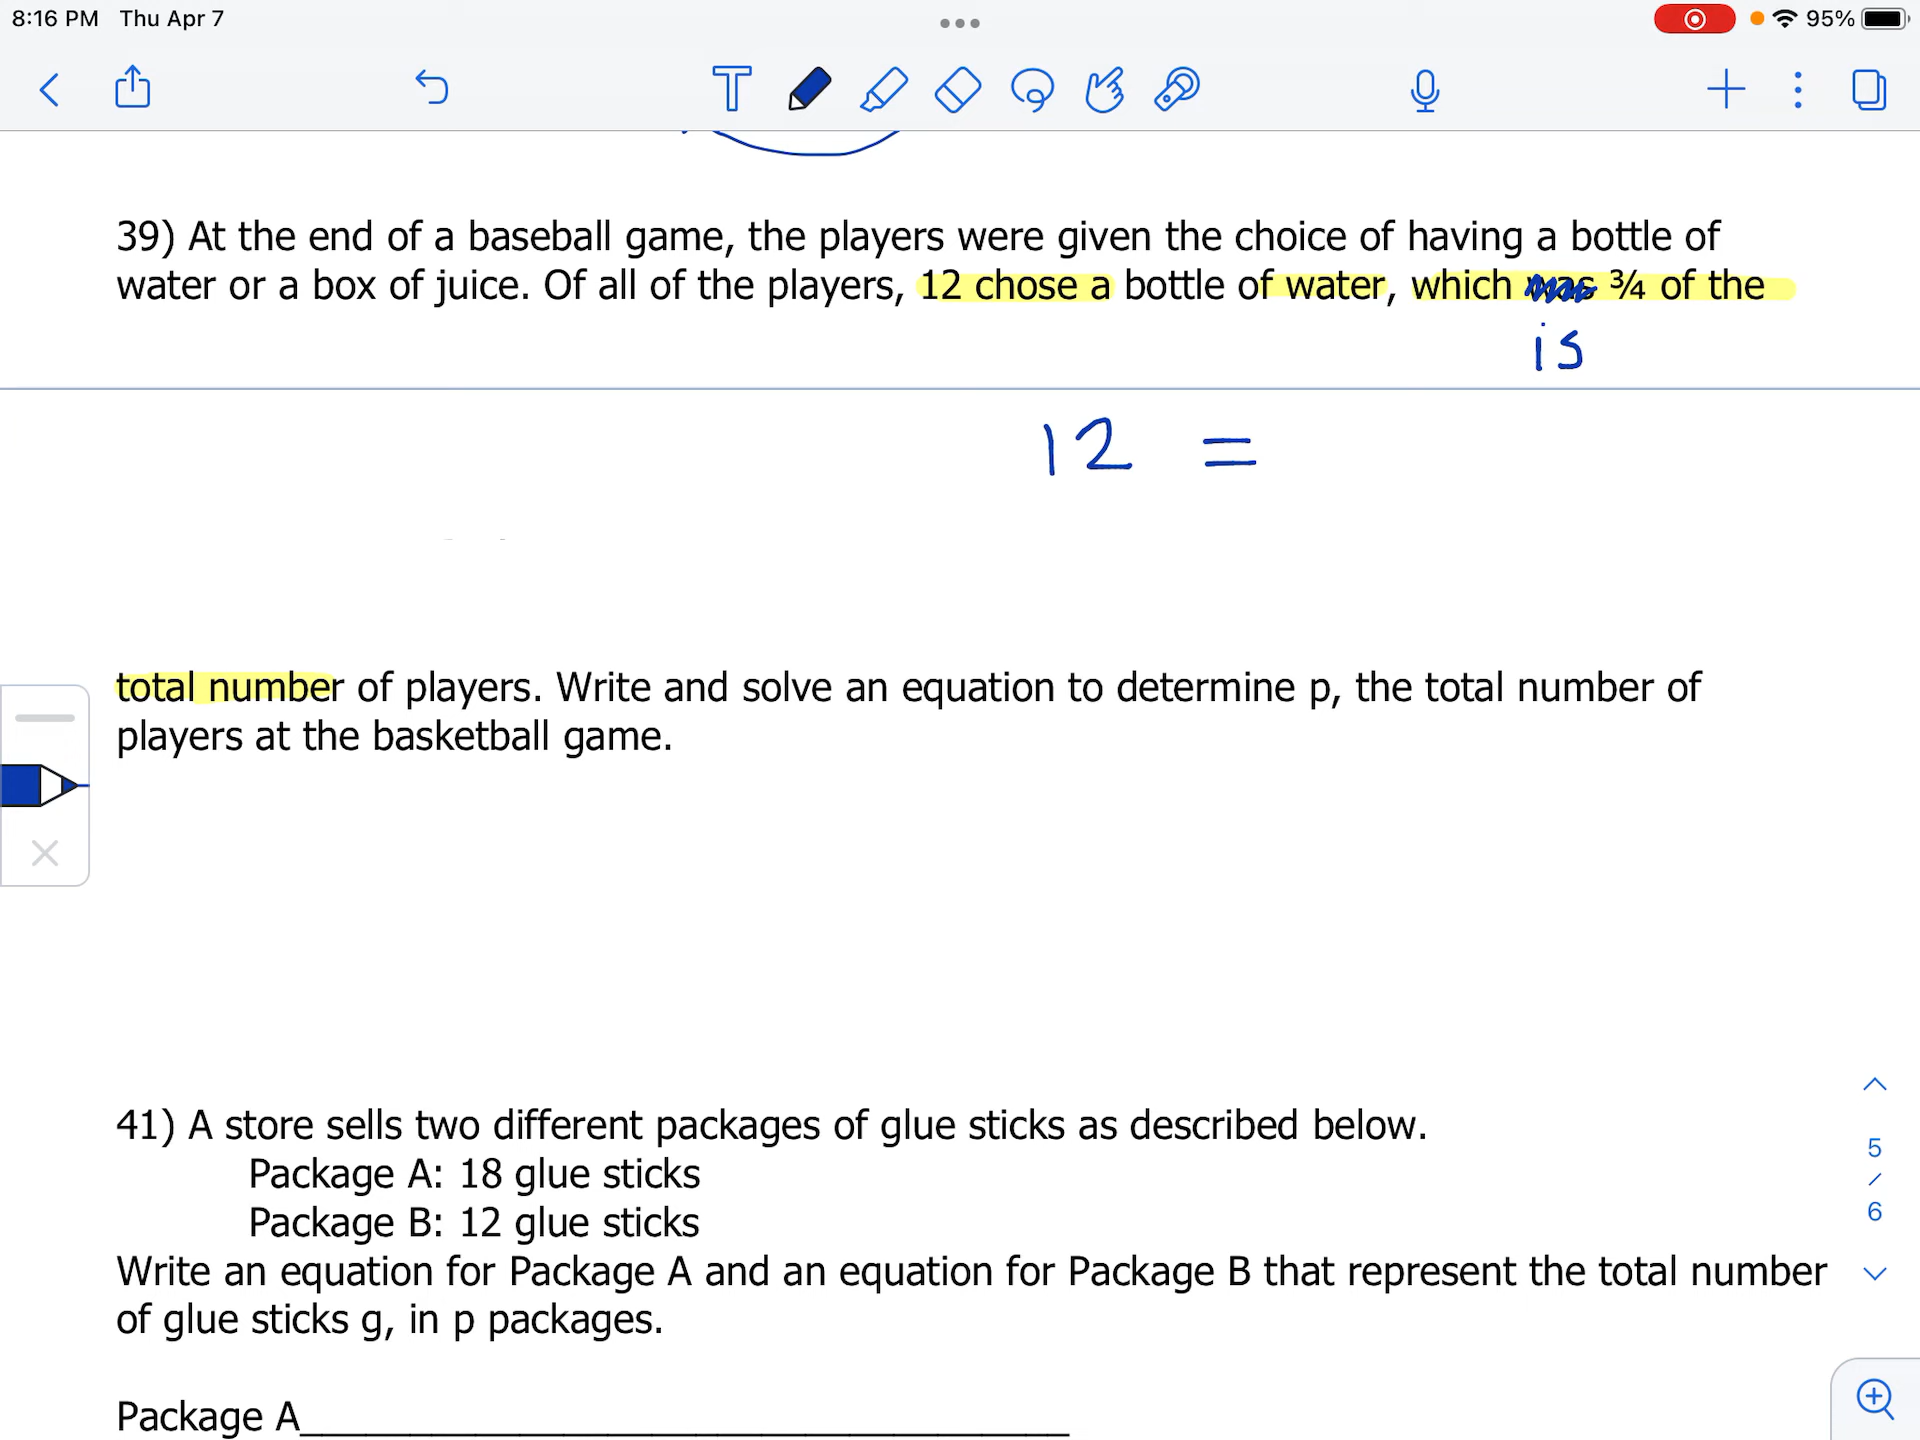 8:16 PM Thu Apr 7
95%
T
39) At the end of a baseball game, the players were given the choice of having a bottle of
water or a box of juice. Of all of the players, 12 chose a bottle of water, which was ¾ of the
is
12 =
total number of players. Write and solve an equation to determine p, the total number of
players at the basketball game.
41) A store sells two different packages of glue sticks as described below.
Package A: 18 glue sticks
Package B: 12 glue sticks
Write an equation for Package A and an equation for Package B that represent the total number
of glue sticks g, in p packages.
Package A______________________________
5
/
6